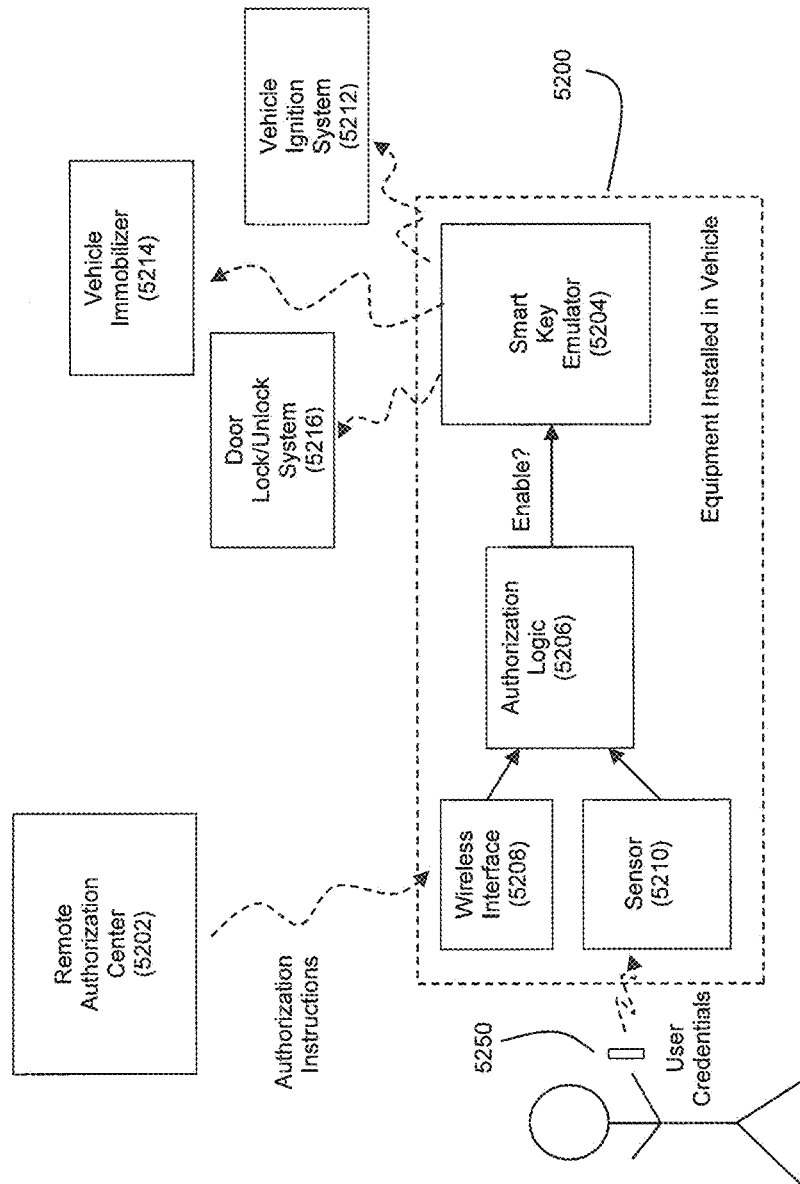 Remote
Authorization
Center
(5202)
Authorization
Instructions
Vehicle
Immobilizer
(5214)
Vehicle
Ignition
System
(5212)
Door
Lock/Unlock
System
(5216)
5200
Wireless
Interface
(5208)
Sensor
(5210)
Authorization
Logic
(5206)
Enable?
Smart
Key
Emulator
(5204)
Equipment Installed in Vehicle
5250
User
Credentials